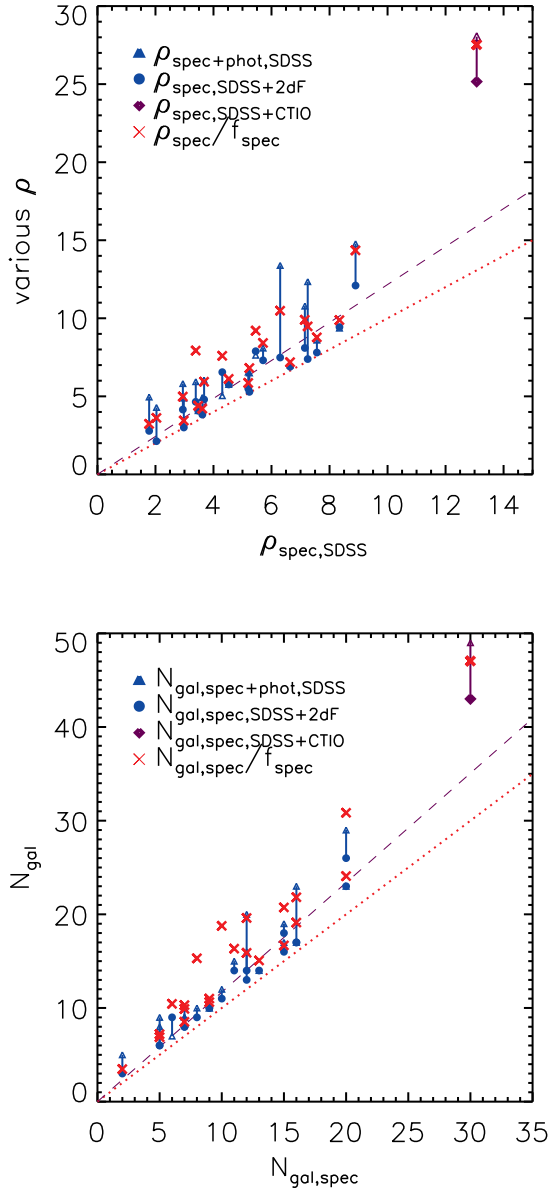 30
25
20
15
10
5
0
various ρ
ρspec+phot,SDSS
ρspec,SDSS+2dF
ρspec,SDSS+CTIO
ρspec/fspec
0 2 4 6 8 10 12 14
ρspec,SDSS
50
40
30
20
10
0
Ngal
Ngal,spec+phot,SDSS
Ngal,spec,SDSS+2dF
Ngal,spec,SDSS+CTIO
Ngal,spec/fspec
0 5 10 15 20 25 30 35
Ngal,spec